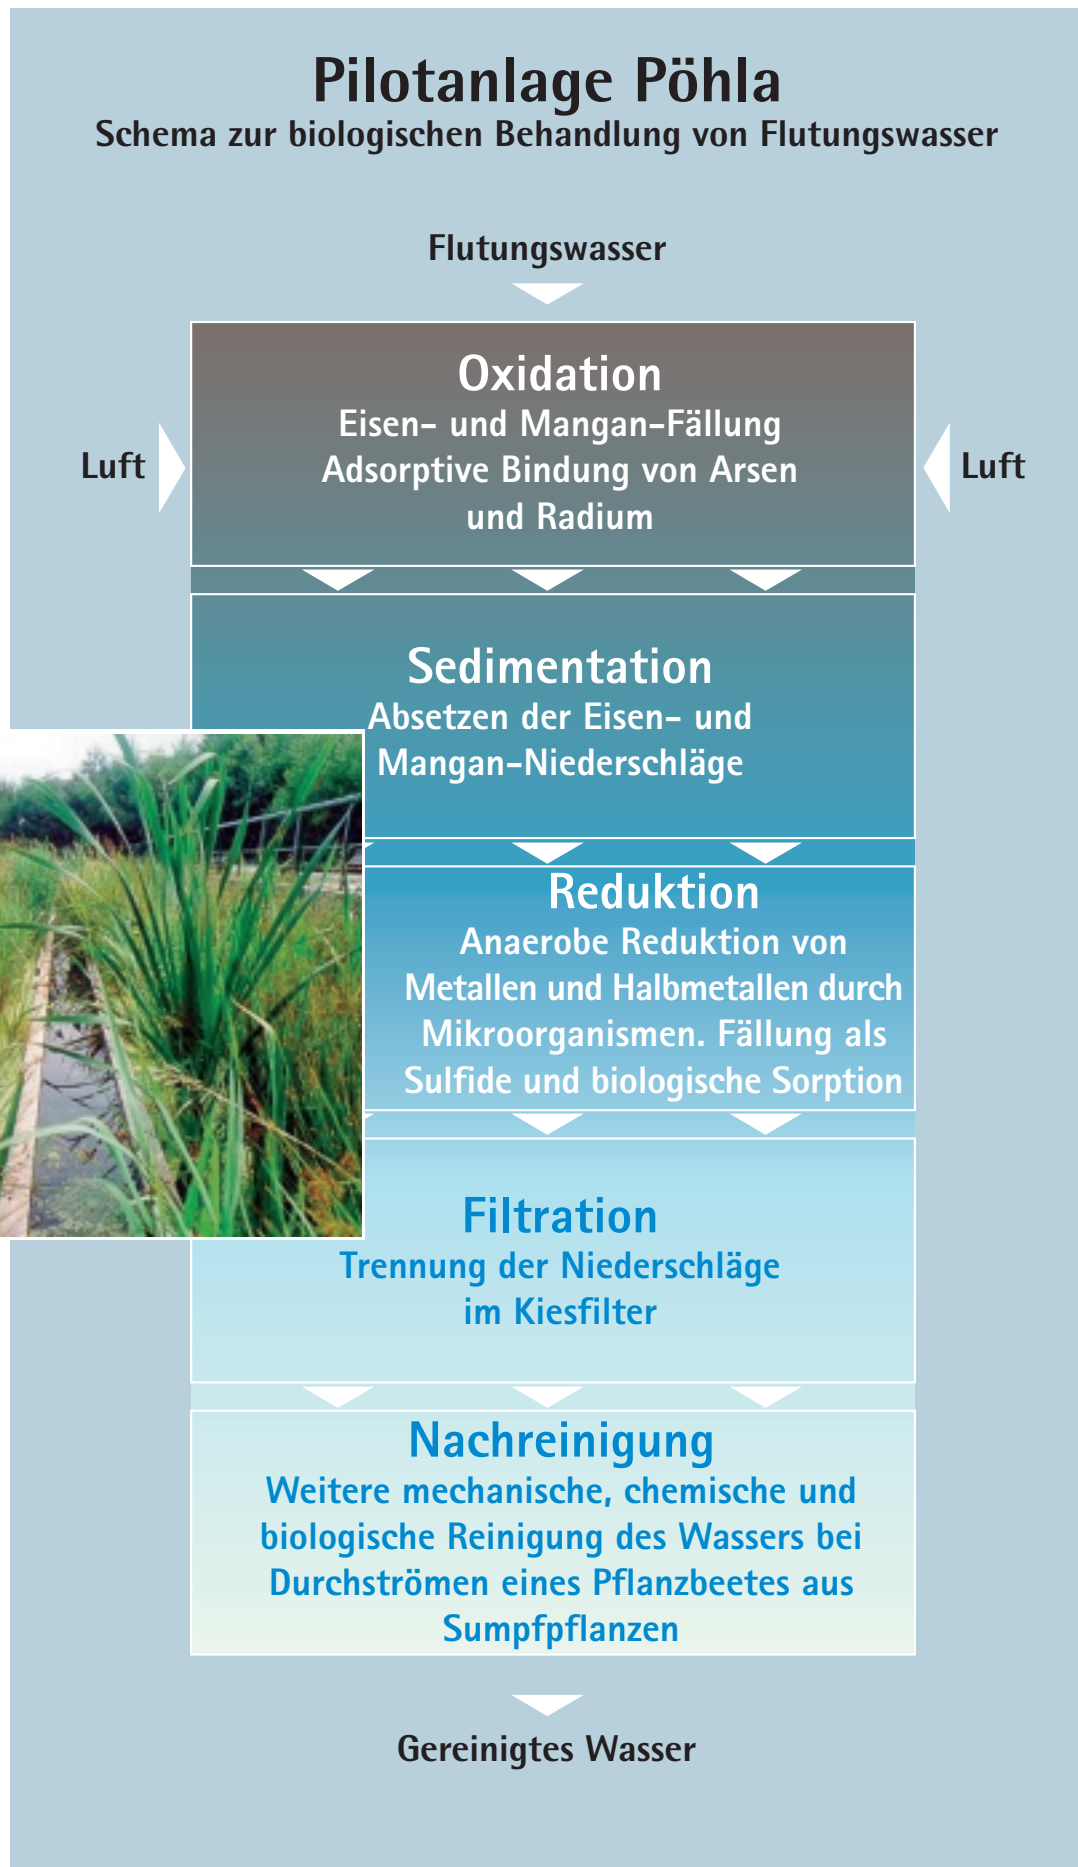 Pilotanlage Pöhla
Schema zur biologischen Behandlung von Flutungswasser
Flutungswasser
Oxidation
Eisen- und Mangan-Fällung
Adsorptive Bindung von Arsen
und Radium
Luft
Luft
Sedimentation
Absetzen der Eisen- und
Mangan-Niederschläge
Reduktion
Anaerobe Reduktion von
Metallen und Halbmetallen durch
Mikroorganismen. Fällung als
Sulfide und biologische Sorption
Filtration
Trennung der Niederschläge
im Kiesfilter
Nachreinigung
Weitere mechanische, chemische und
biologische Reinigung des Wassers bei
Durchströmen eines Pflanzbeetes aus
Sumpfpflanzen
Gereinigtes Wasser